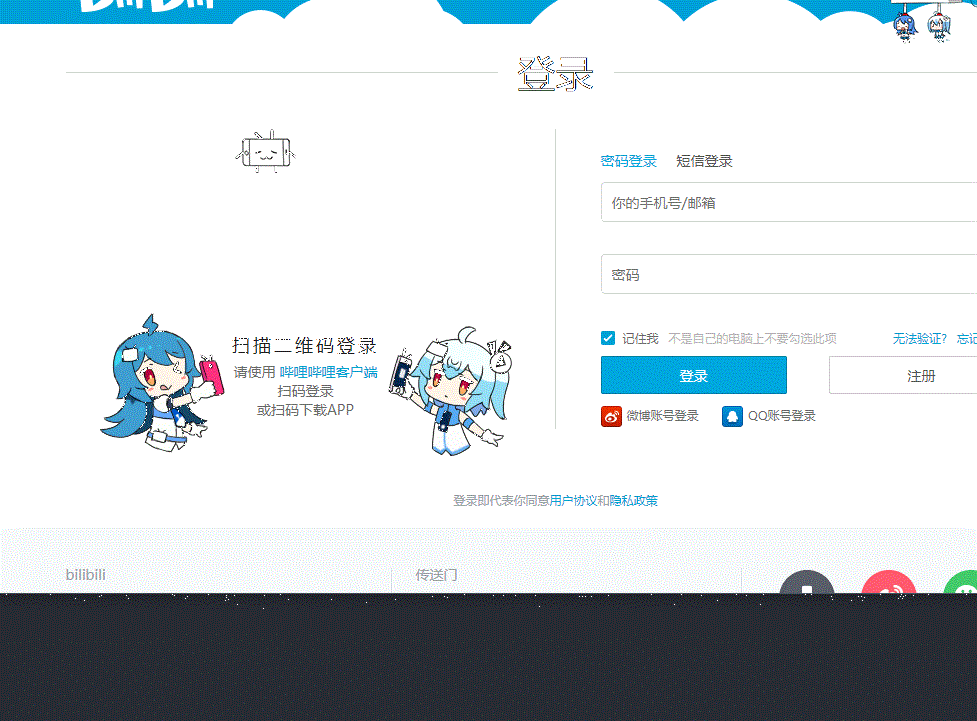 bilibili
登录
密码登录 短信登录
你的手机号/邮箱
密码
记住我 不是自己的电脑上不要勾选此项 无法验证? 忘记
登录 注册
微博账号登录 QQ账号登录
扫描二维码登录
请使用 哔哩哔哩客户端
扫码登录
或扫码下载APP
登录即代表你同意用户协议和隐私政策
bilibili 传送门